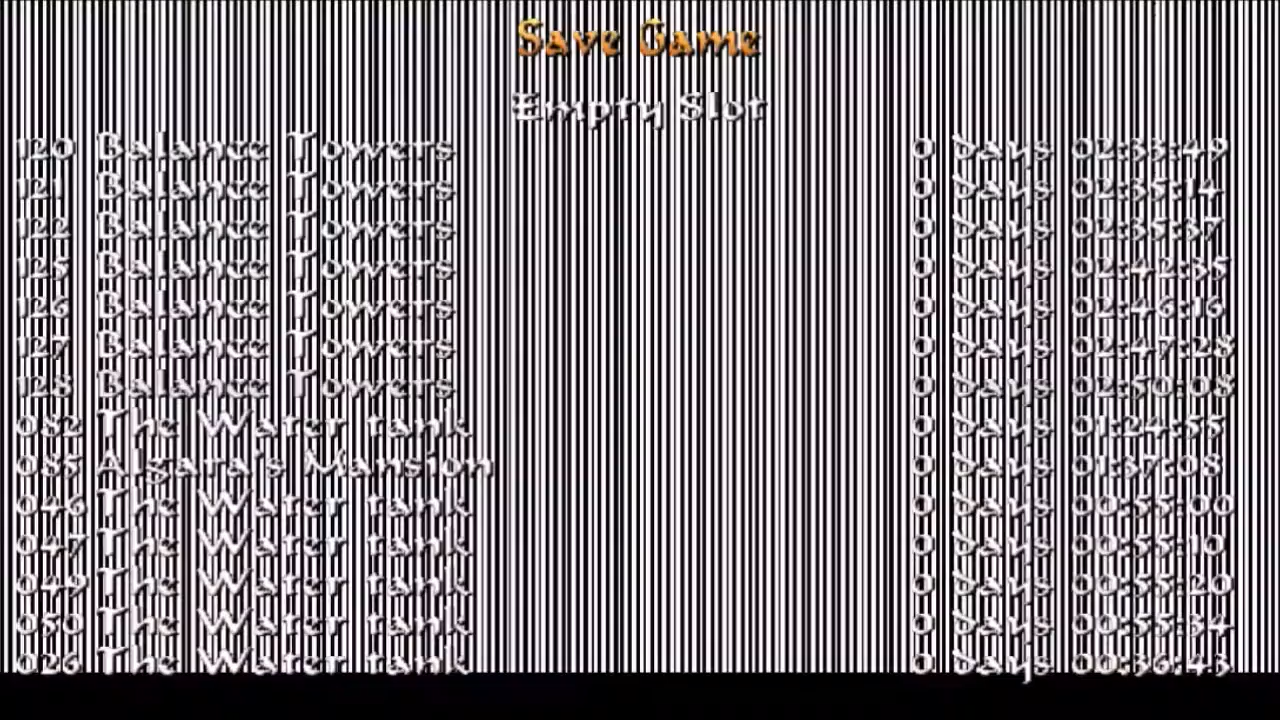 Save Game
Empty Slot
120 Balance Towers 0 days 02:33:49
121 Balance Towers 0 days 02:35:14
122 Balance Towers 0 days 02:35:37
125 Balance Towers 0 days 02:42:35
126 Balance Towers 0 days 02:46:16
127 Balance Towers 0 days 02:47:28
128 Balance Towers 0 days 02:50:08
082 The Water tank 0 days 01:24:55
085 Algara's Mansion 0 days 01:37:08
046 The Water tank 0 days 00:55:00
047 The Water tank 0 days 00:55:10
049 The Water tank 0 days 00:55:20
050 The Water tank 0 days 00:55:34
026 The Water tank 0 days 00:36:43